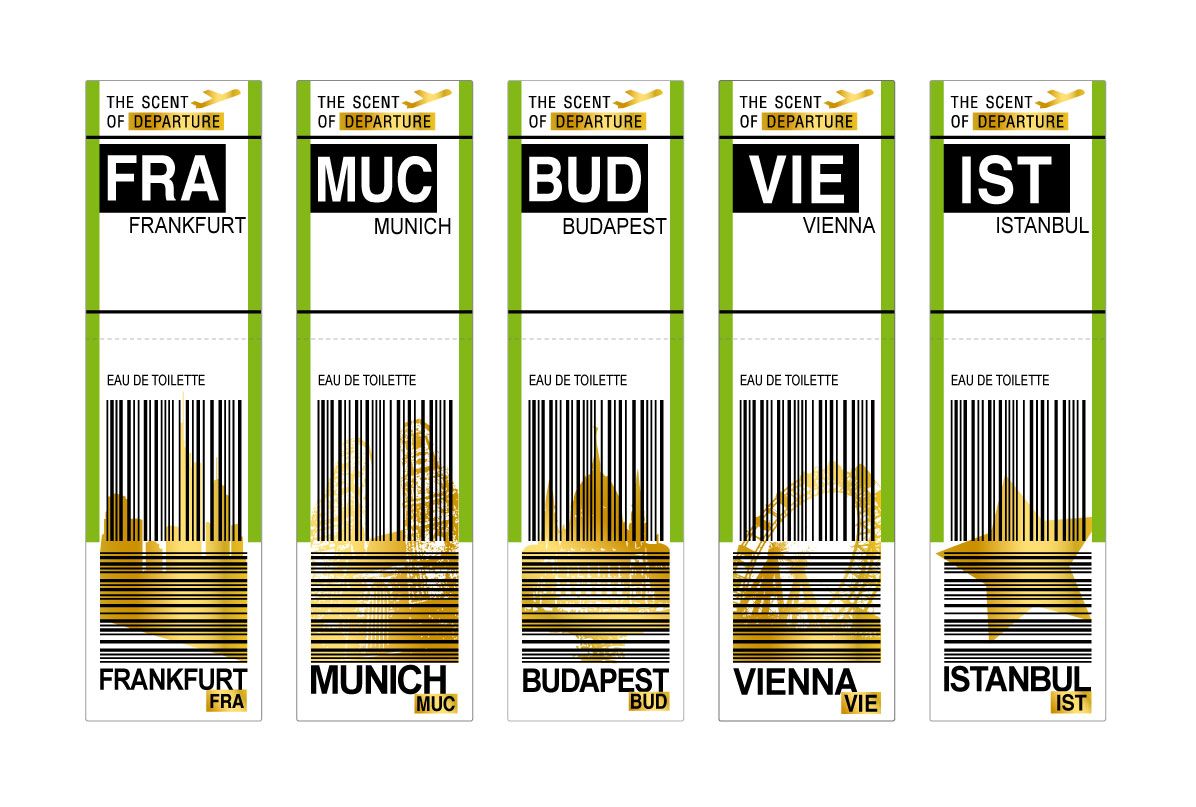 THE SCENT
OF DEPARTURE
FRA
FRANKFURT
EAU DE TOILETTE
FRANKFURT
FRA
THE SCENT
OF DEPARTURE
MUC
MUNICH
EAU DE TOILETTE
MUNICH
MUC
THE SCENT
OF DEPARTURE
BUD
BUDAPEST
EAU DE TOILETTE
BUDAPEST
BUD
THE SCENT
OF DEPARTURE
VIE
VIENNA
EAU DE TOILETTE
VIENNA
VIE
THE SCENT
OF DEPARTURE
IST
ISTANBUL
EAU DE TOILETTE
ISTANBUL
IST